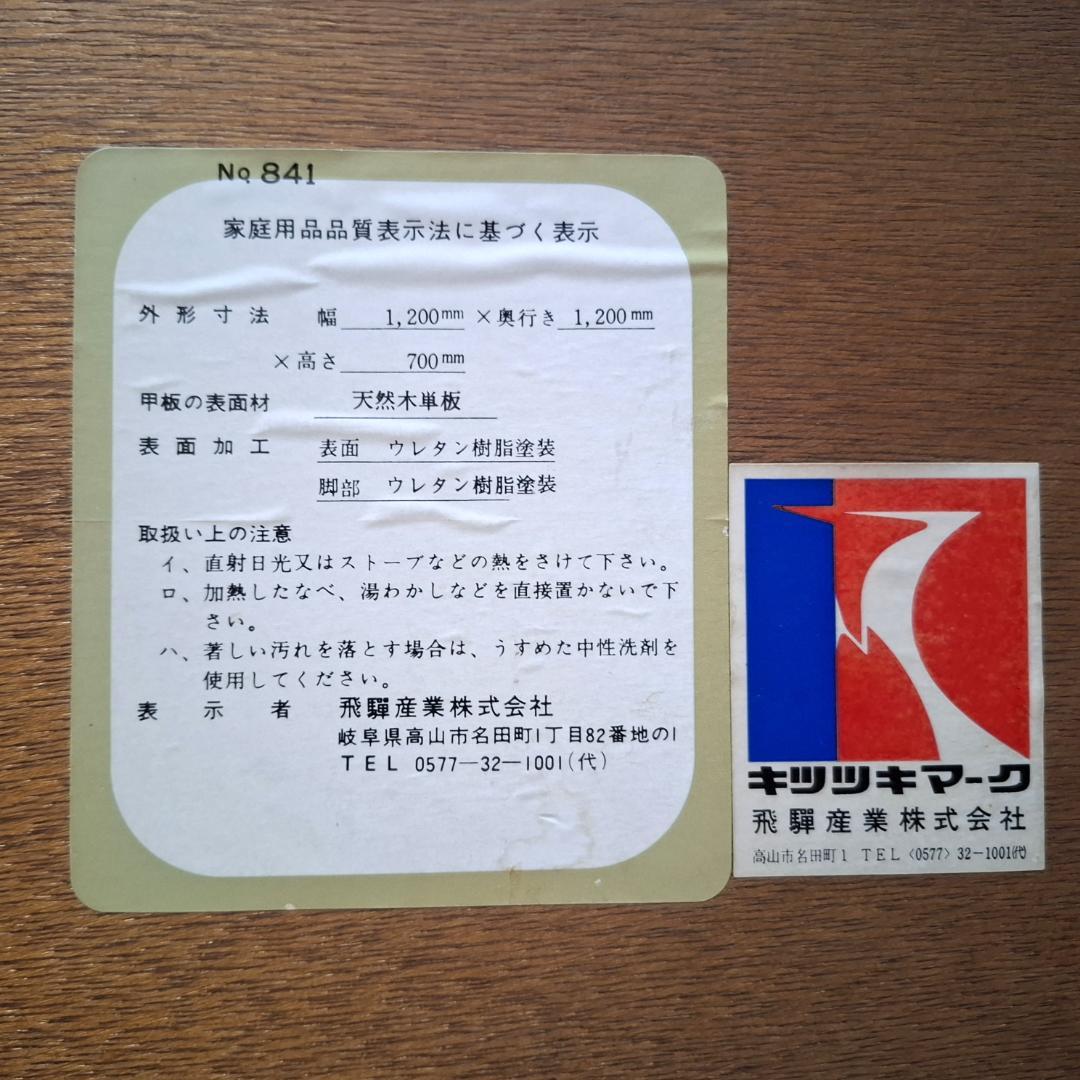 No 841
家庭用品品質表示法に基づく表示
外形寸法 幅 1,200mm ×奥行き 1,200mm
×高さ 700mm
甲板の表面材 天然木単板
表面加工 表面 ウレタン樹脂塗装
脚部 ウレタン樹脂塗装
取扱い上の注意
イ、直射日光又はストーブなどの熱をさけて下さい。
ロ、加熱したなべ、湯わかしなどを直接置かないで下
さい。
ハ、著しい汚れを落とす場合は、うすめた中性洗剤を
使用してください。
表示者 飛驒産業株式会社
岐阜県高山市名田町1丁目82番地の1
TEL 0577―32―1001(代)
キツツキマーク
飛驒産業株式会社
高山市名田町1 TEL〈0577〉32-1001㈹